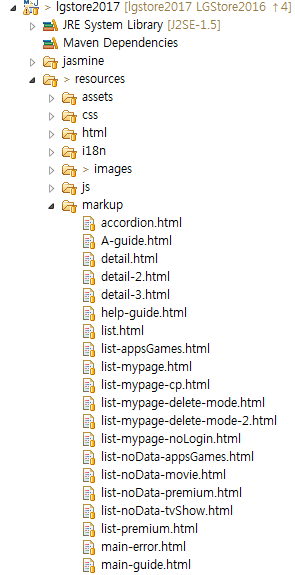 > lgstore2017 [lgstore2017 LGStore2016 ↑4]
JRE System Library [J2SE-1.5]
Maven Dependencies
jasmine
> resources
assets
css
html
i18n
> images
js
markup
accordion.html
A-guide.html
detail.html
detail-2.html
detail-3.html
help-guide.html
list.html
list-appsGames.html
list-mypage.html
list-mypage-cp.html
list-mypage-delete-mode.html
list-mypage-delete-mode-2.html
list-mypage-noLogin.html
list-noData-appsGames.html
list-noData-movie.html
list-noData-premium.html
list-noData-tvShow.html
list-premium.html
main-error.html
main-guide.html